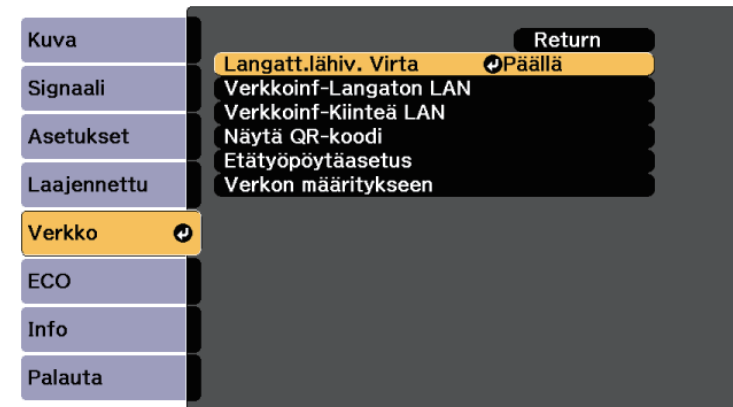 Kuva
Signaali
Asetukset
Laajennettu
Verkko
ECO
Info
Palauta
Return
Langatt.lähiv. Virta Päällä
Verkkoinf-Langaton LAN
Verkkoinf-Kiinteä LAN
Näytä QR-koodi
Etätyöpöytäasetus
Verkon määritykseen